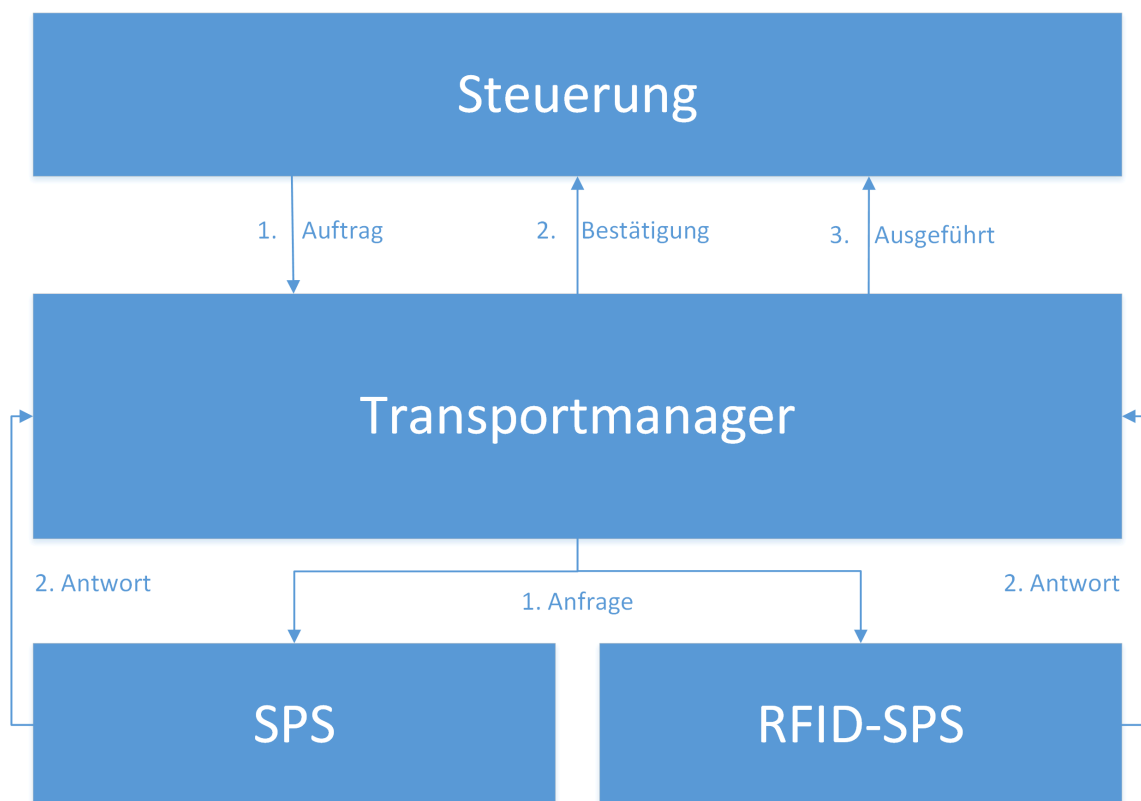 Steuerung
1. Auftrag
2. Bestätigung
3. Ausgeführt
Transportmanager
2. Antwort
1. Anfrage
2. Antwort
SPS
RFID-SPS